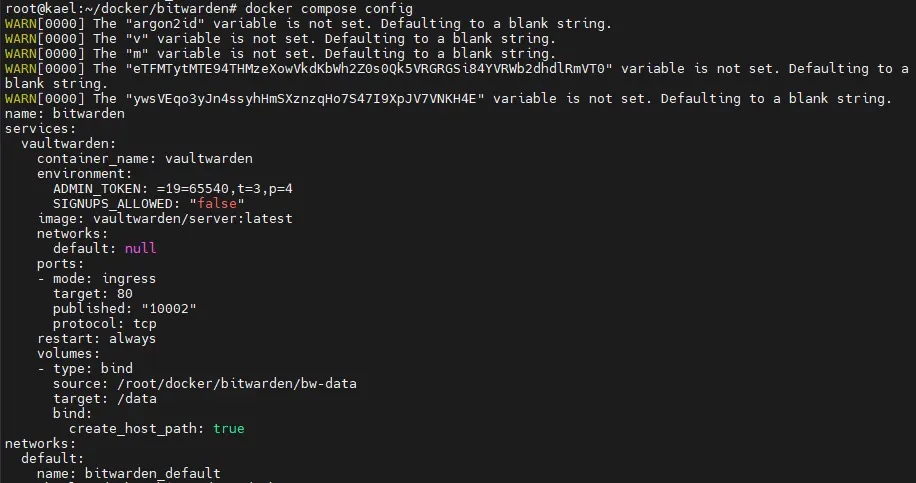 root@kael:~/docker/bitwarden# docker compose config
WARN[0000] The "argon2id" variable is not set. Defaulting to a blank string.
WARN[0000] The "v" variable is not set. Defaulting to a blank string.
WARN[0000] The "m" variable is not set. Defaulting to a blank string.
WARN[0000] The "eTFMTytMTE94THMzeXowVkdKbWh2Z0s0Qk5VRGRGSi84YVRWb2dhdlRmVT0" variable is not set. Defaulting to a
blank string.
WARN[0000] The "ywsVEqo3yJn4ssyhHmSXznzqHo7S47I9XpJV7VNKH4E" variable is not set. Defaulting to a blank string.
name: bitwarden
services:
  vaultwarden:
    container_name: vaultwarden
    environment:
      ADMIN_TOKEN: =19=65540,t=3,p=4
      SIGNUPS_ALLOWED: "false"
    image: vaultwarden/server:latest
    networks:
      default: null
    ports:
    - mode: ingress
      target: 80
      published: "10002"
      protocol: tcp
    restart: always
    volumes:
    - type: bind
      source: /root/docker/bitwarden/bw-data
      target: /data
      bind:
        create_host_path: true
networks:
  default:
    name: bitwarden_default